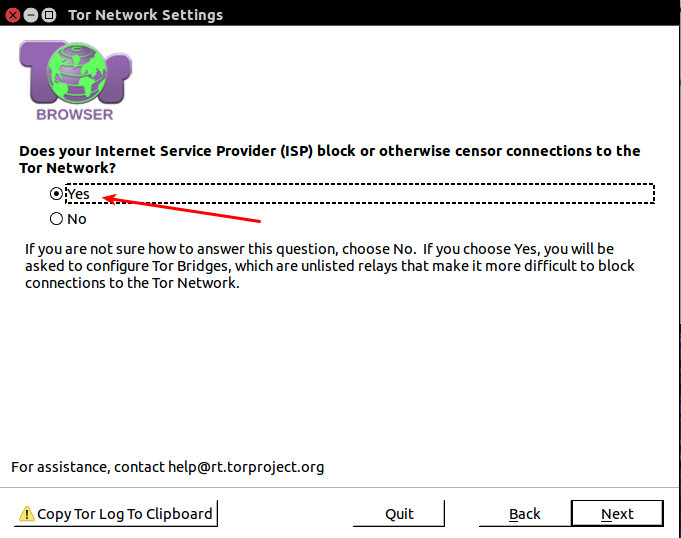 Tor Network Settings
Tor
BROWSER
Does your Internet Service Provider (ISP) block or otherwise censor connections to the
Tor Network?
Yes
No
If you are not sure how to answer this question, choose No.  If you choose Yes, you will be
asked to configure Tor Bridges, which are unlisted relays that make it more difficult to block
connections to the Tor Network.
For assistance, contact help@rt.torproject.org
Copy Tor Log To Clipboard
Quit
Back
Next